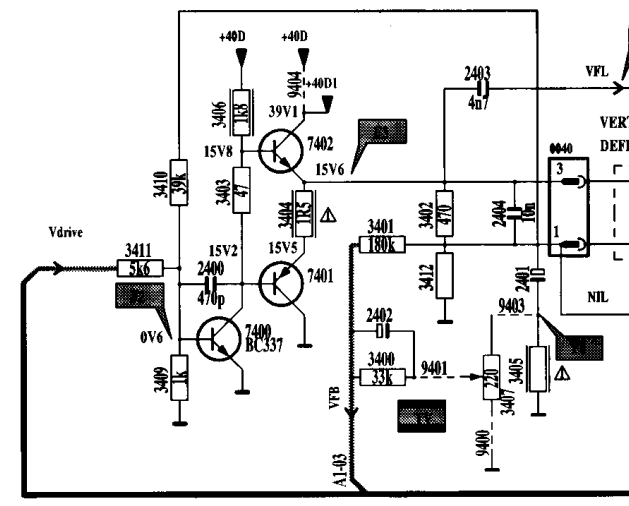 +40D
+40D
9404
+40D1
3406
1k8
39V1
7402
2403
4n7
VFL
VERT
DEFL
0040
3
1
15V8
15V6
3410
39k
3403
47
3404
1R5
3402
470
2404
10n
3401
180k
Vdrive
3411
5k6
15V2
2400
470p
15V5
7401
3412
2401
NIL
0V6
7400
BC337
2402
9403
3409
1k
3400
33k
9401
220
3407
3405
VFB
9400
A1-03